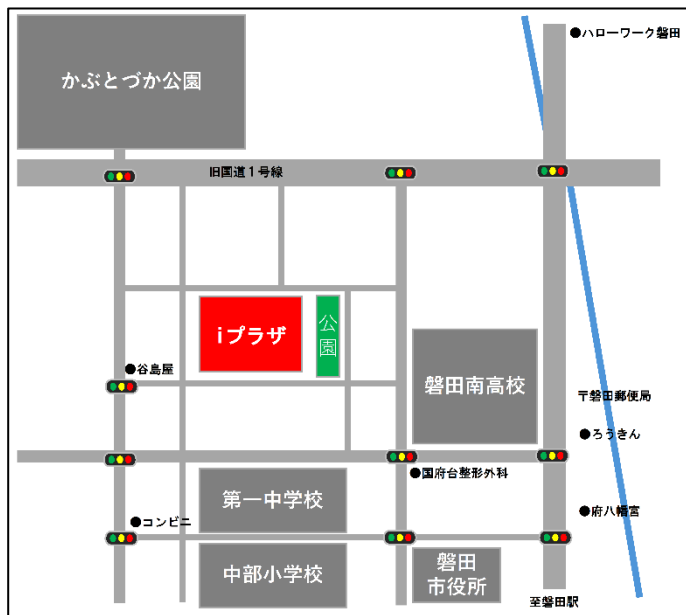 ●ハローワーク磐田
かぶとづか公園
旧国道１号線
iプラザ
公
園
●谷島屋
磐田南高校
〒磐田郵便局
●ろうきん
●国府台整形外科
第一中学校
●コンビニ
●府八幡宮
中部小学校
磐田
市役所
至磐田駅